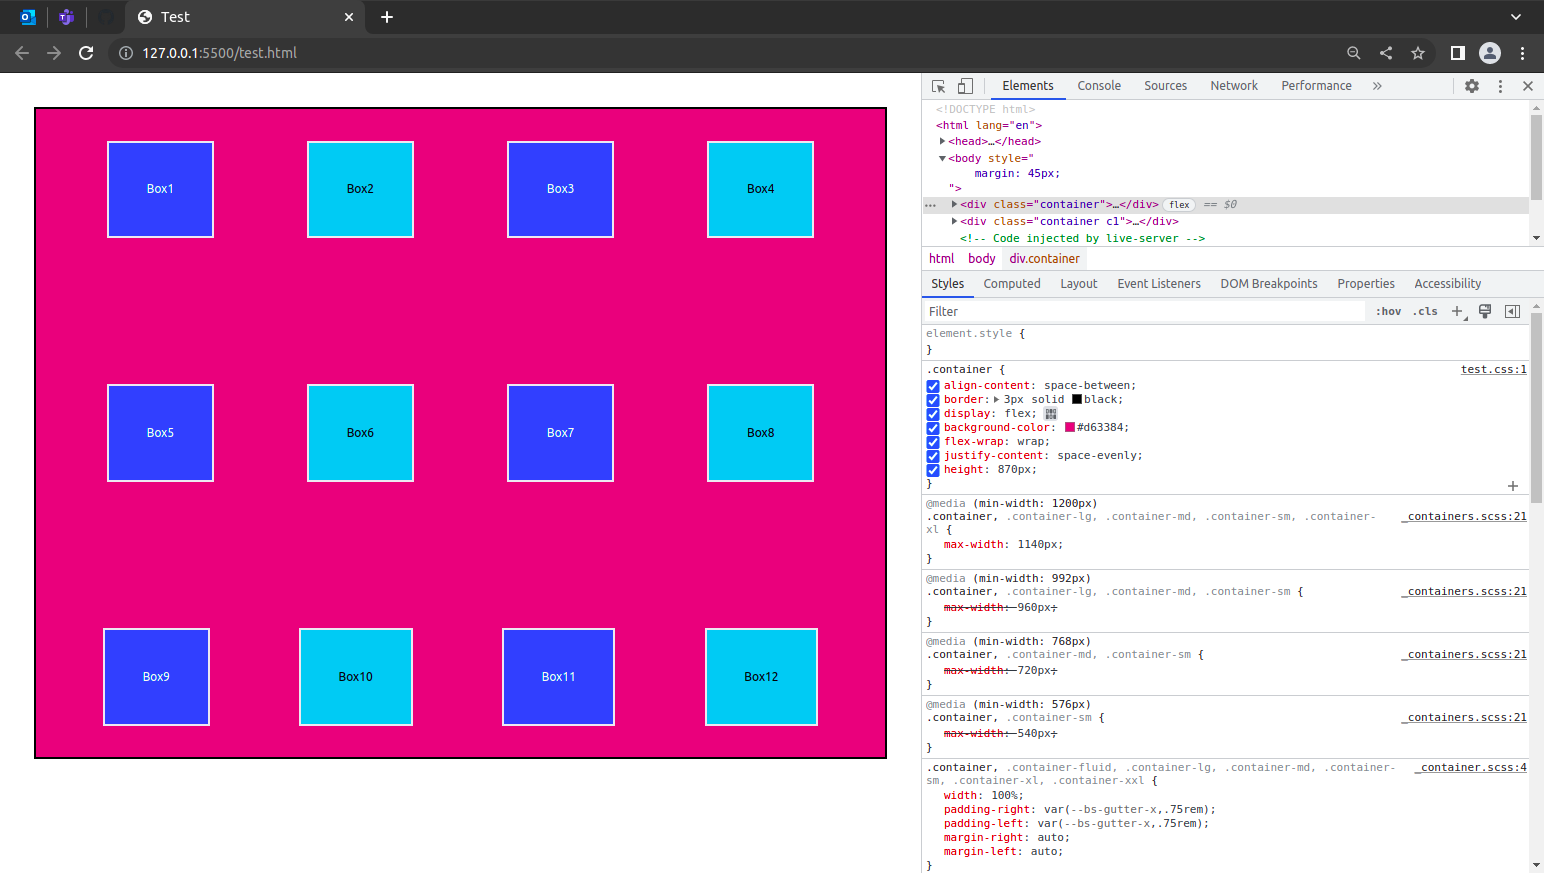 Test
127.0.0.1:5500/test.html
Box1 Box2 Box3 Box4
Box5 Box6 Box7 Box8
Box9 Box10 Box11 Box12
Elements Console Sources Network Performance »
<!DOCTYPE html>
<html lang="en">
<head>…</head>
<body style="
margin: 45px;
">
… <div class="container">…</div> flex == $0
<div class="container c1">…</div>
<!-- Code injected by live-server -->
html body div.container
Styles Computed Layout Event Listeners DOM Breakpoints Properties Accessibility
Filter :hov .cls
element.style {
}
.container { test.css:1
align-content: space-between;
border: 3px solid black;
display: flex;
background-color: #d63384;
flex-wrap: wrap;
justify-content: space-evenly;
height: 870px;
}
@media (min-width: 1200px)
.container, .container-lg, .container-md, .container-sm, .container- _containers.scss:21
xl {
max-width: 1140px;
}
@media (min-width: 992px)
.container, .container-lg, .container-md, .container-sm { _containers.scss:21
max-width: 960px;
}
@media (min-width: 768px)
.container, .container-md, .container-sm { _containers.scss:21
max-width: 720px;
}
@media (min-width: 576px)
.container, .container-sm { _containers.scss:21
max-width: 540px;
}
.container, .container-fluid, .container-lg, .container-md, .container- _container.scss:4
sm, .container-xl, .container-xxl {
width: 100%;
padding-right: var(--bs-gutter-x,.75rem);
padding-left: var(--bs-gutter-x,.75rem);
margin-right: auto;
margin-left: auto;
}